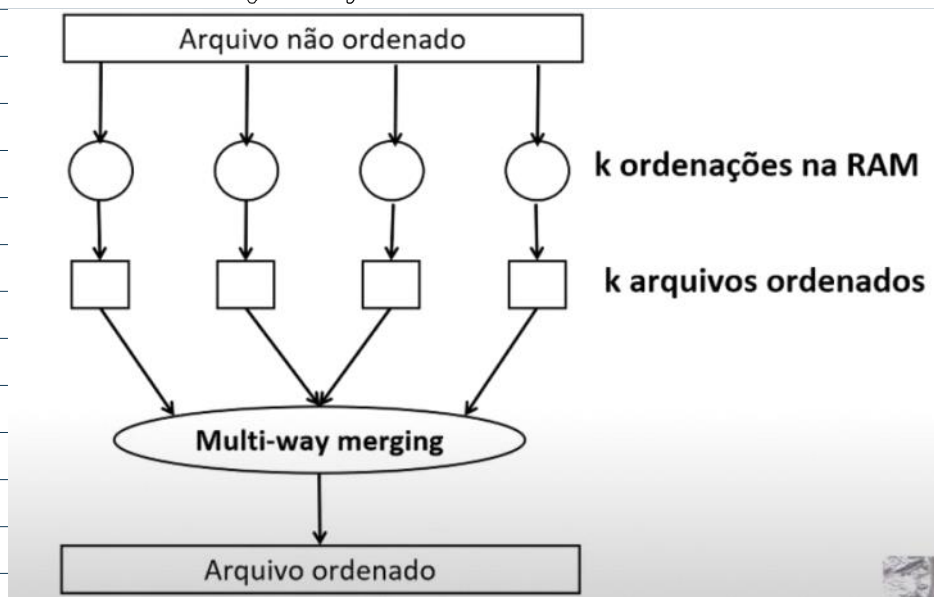 Arquivo não ordenado
k ordenações na RAM
k arquivos ordenados
Multi-way merging
Arquivo ordenado